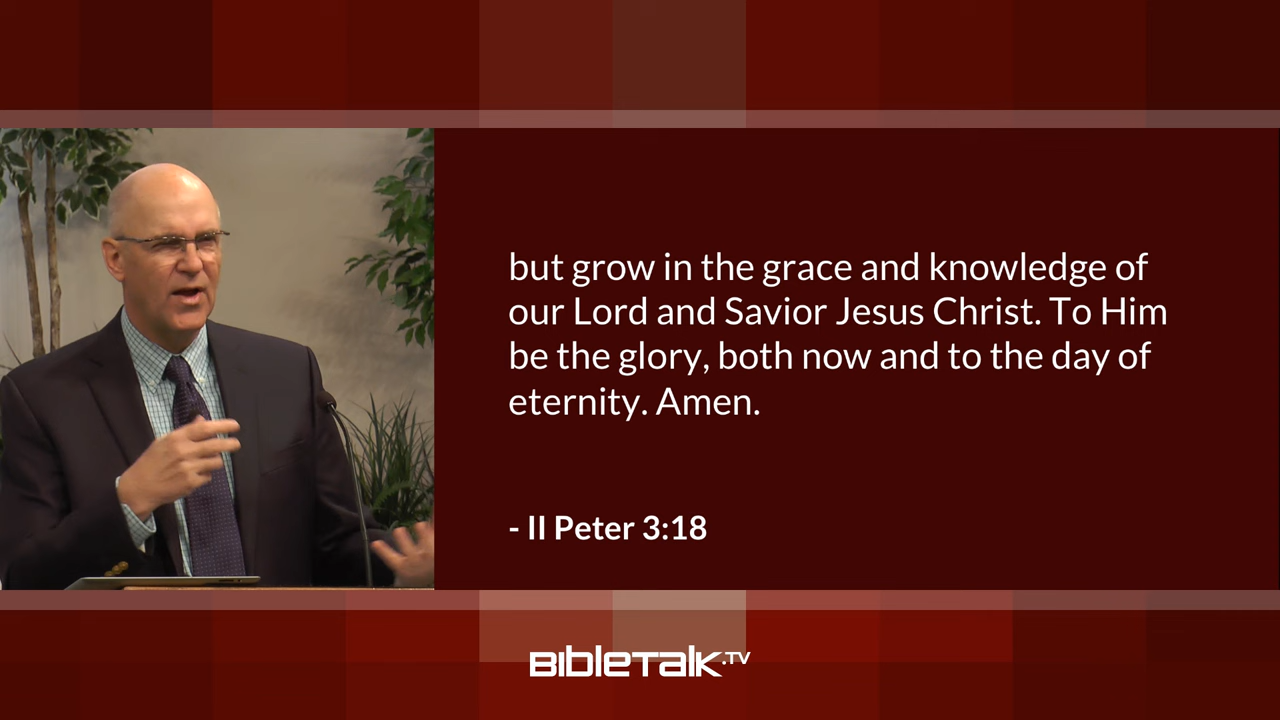 but grow in the grace and knowledge of
our Lord and Savior Jesus Christ. To Him
be the glory, both now and to the day of
eternity. Amen.
- II Peter 3:18
BIBLETALK.TV